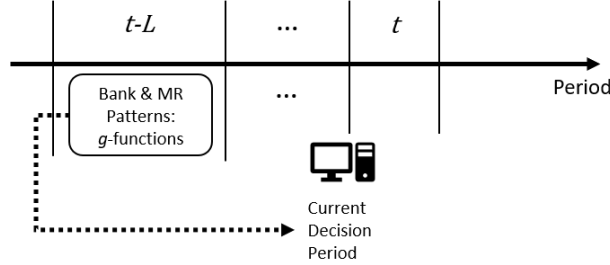 t-L
...
t
Period
Bank & MR
Patterns:
g-functions
...
Current
Decision
Period